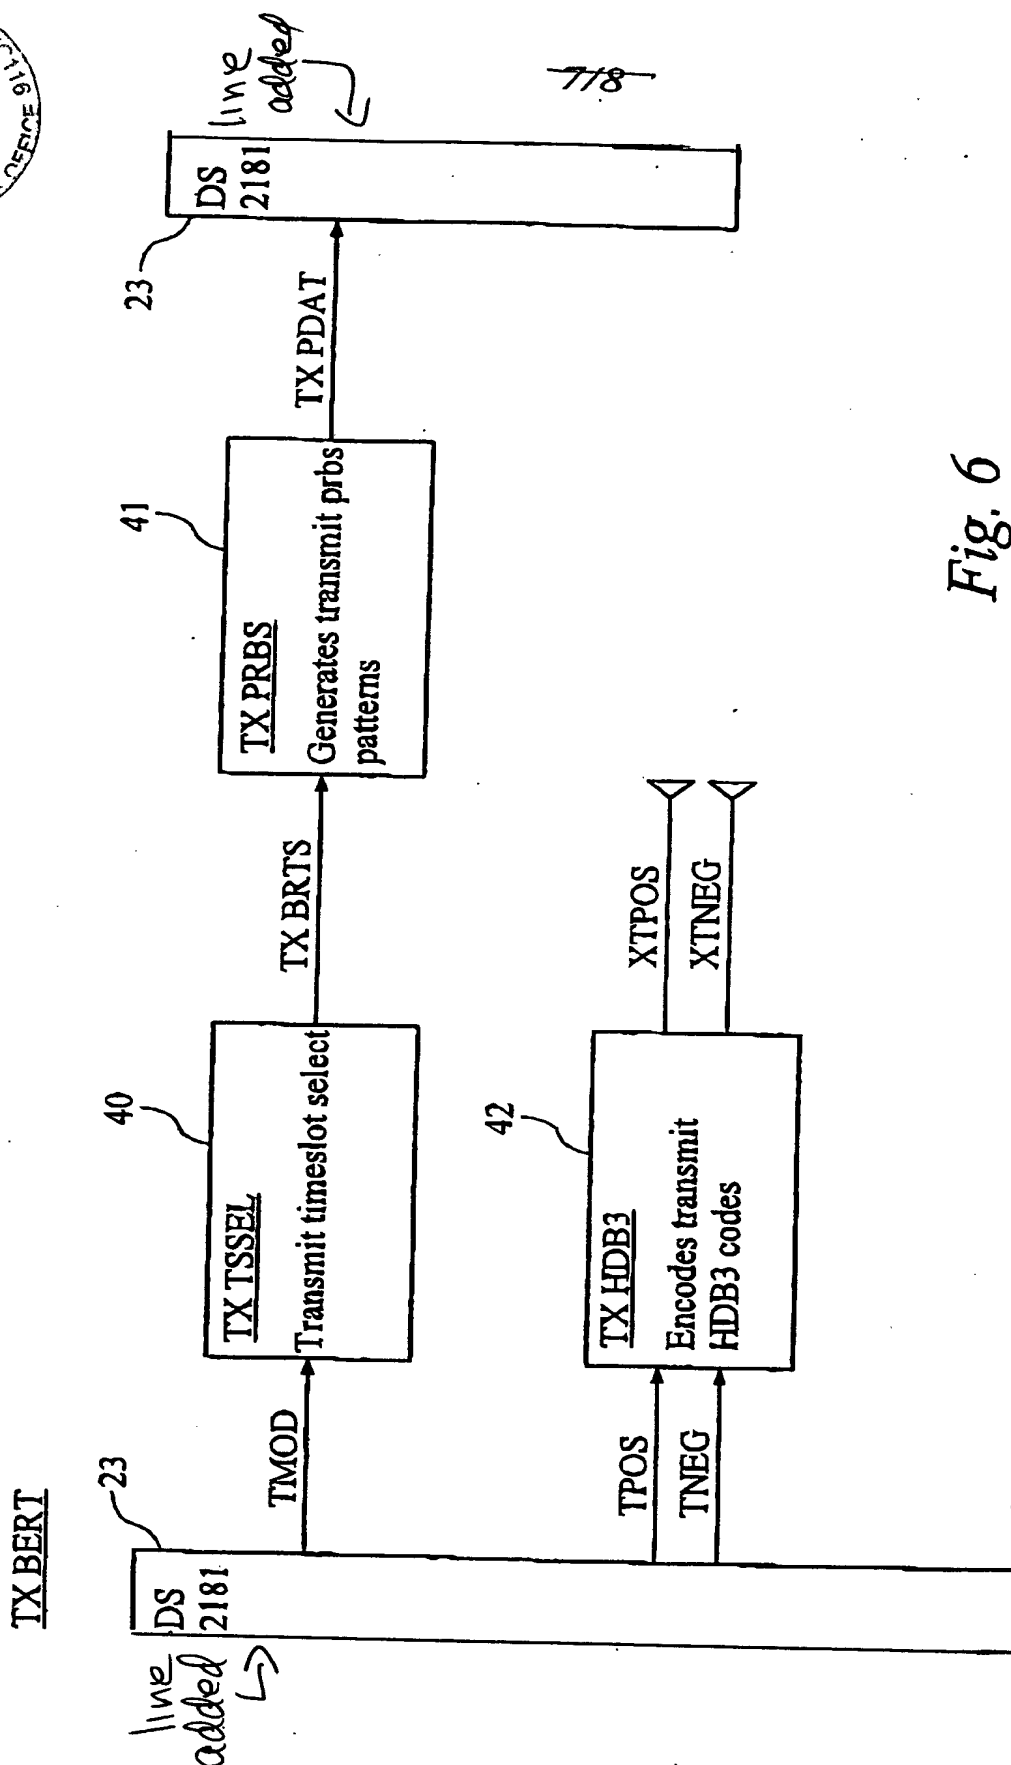 TX BERT
line
added
DS
2181
23
TMOD
TPOS
TNEG
40
TX TSSEL
Transmit timeslot select
42
TX HDB3
Encodes transmit
HDB3 codes
TX BRTS
XTPOS
XTNEG
41
TX PRBS
Generates transmit prbs
patterns
TX PDAT
23
DS
2181
line
added
7/8
OFFICE
Fig. 6